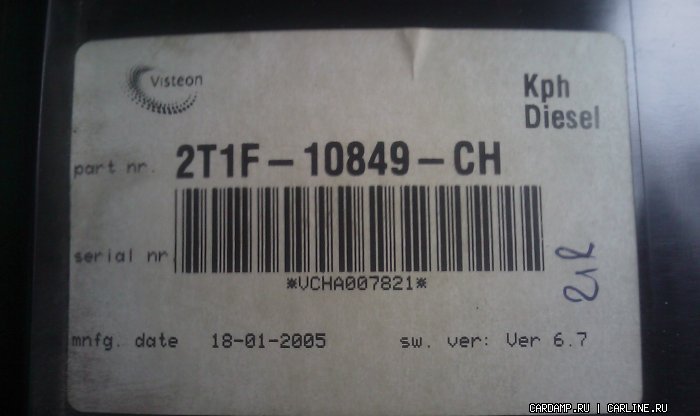 Visteon
Kph
Diesel
part nr. 2T1F-10849-CH
serial nr
*VCHA007821*
21R
mnfg. date 18-01-2005 sw. ver: Ver 6.7
CARDAMP.RU | CARLINE.RU